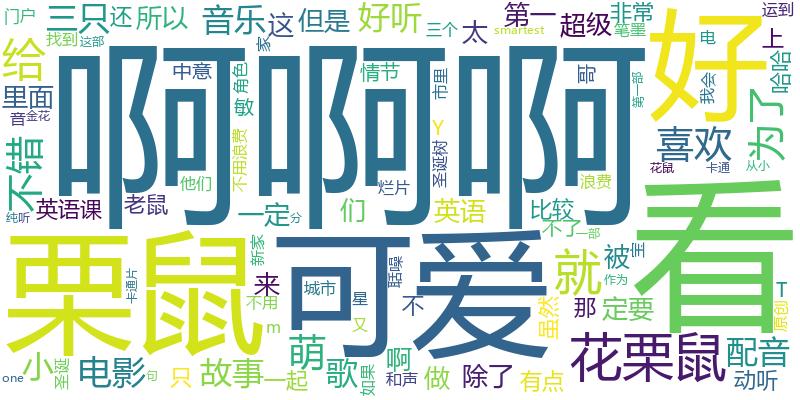 门户
三只
还
所以
音乐
这
但是
好听
三个
太
第一
smartest
超级
非常
笔墨
运到
找到
这部
家
给
中意
敏
角色
情节
市里
哥
第一部
电
我会
上
哈哈
好
里面
音
金花
不错
啊啊啊
不用浪费
Y
喜欢
为了
圣诞树
他们
烂片
浪费
花鼠
卡通
从小
纯听
英语课
老鼠
一定
分
们
英语
比较
不了
一部
看
栗鼠
可爱
新家
卡通片
来
城市
聒噪
星
不
就
被
作为
那
定要
T
原创
不用
m
又
虽然
花栗鼠
配音
小
圣诞
电影
句
只
故事
一起
萌
歌
如果
啊
和声
做
除了
有点
动听
one